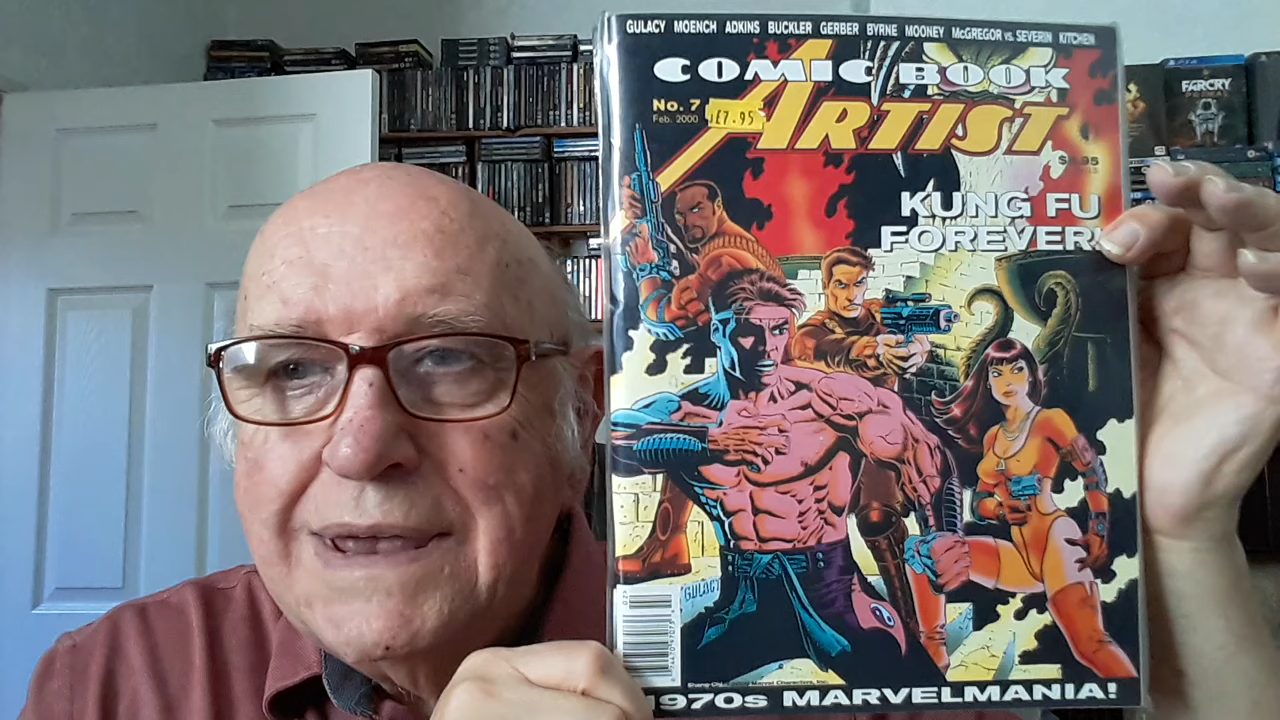 GULACY MOENCH ADKINS BUCKLER GERBER BYRNE MOONEY McGREGOR vs. SEVERIN KITCHEN
COMIC BOOK
ARTIST
No. 7
Feb. 2000
£7.95
KUNG FU
FOREVER!
FARCRY
PS4
GULACY
1970s MARVELMANIA!